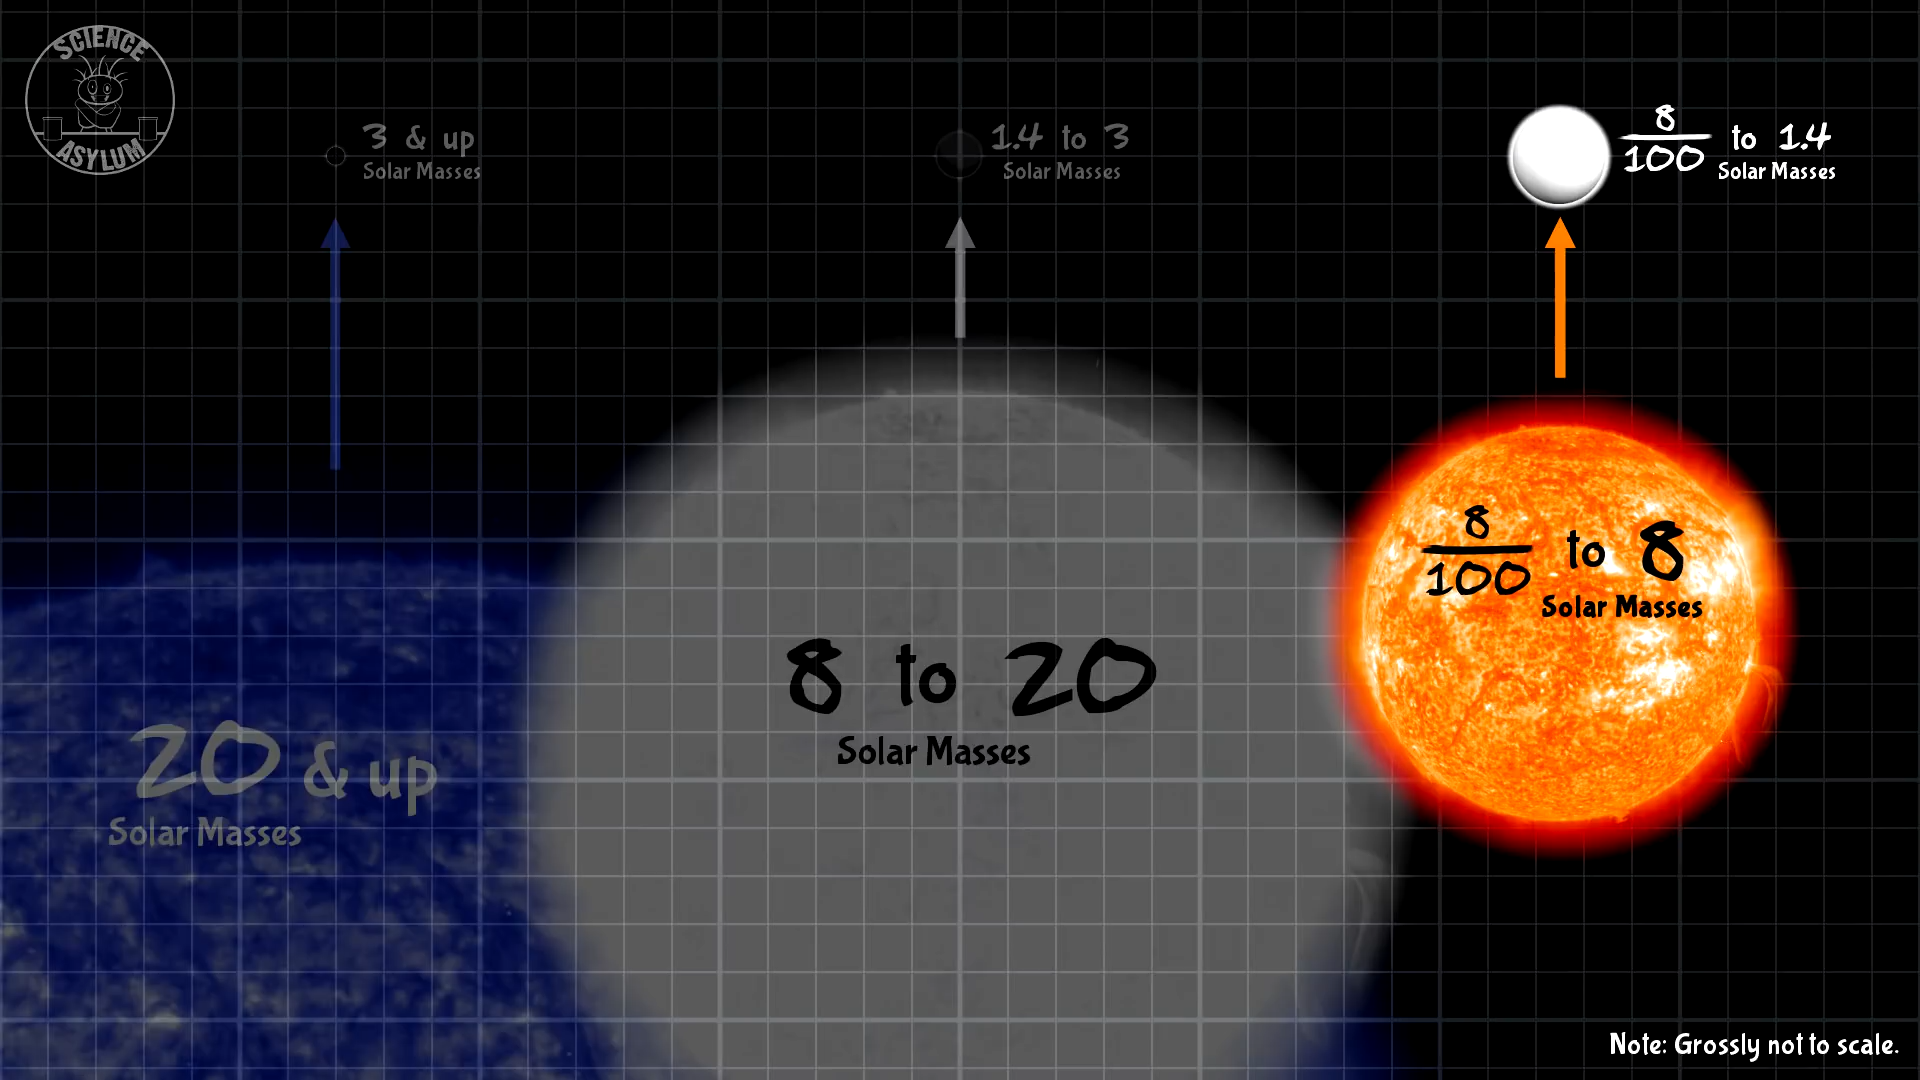 SCIENCE
ASYLUM
3 & up
Solar Masses
1.4 to 3
Solar Masses
8/100 to 1.4
Solar Masses
8/100 to 8
Solar Masses
8 to 20
Solar Masses
20 & up
Solar Masses
Note: Grossly not to scale.